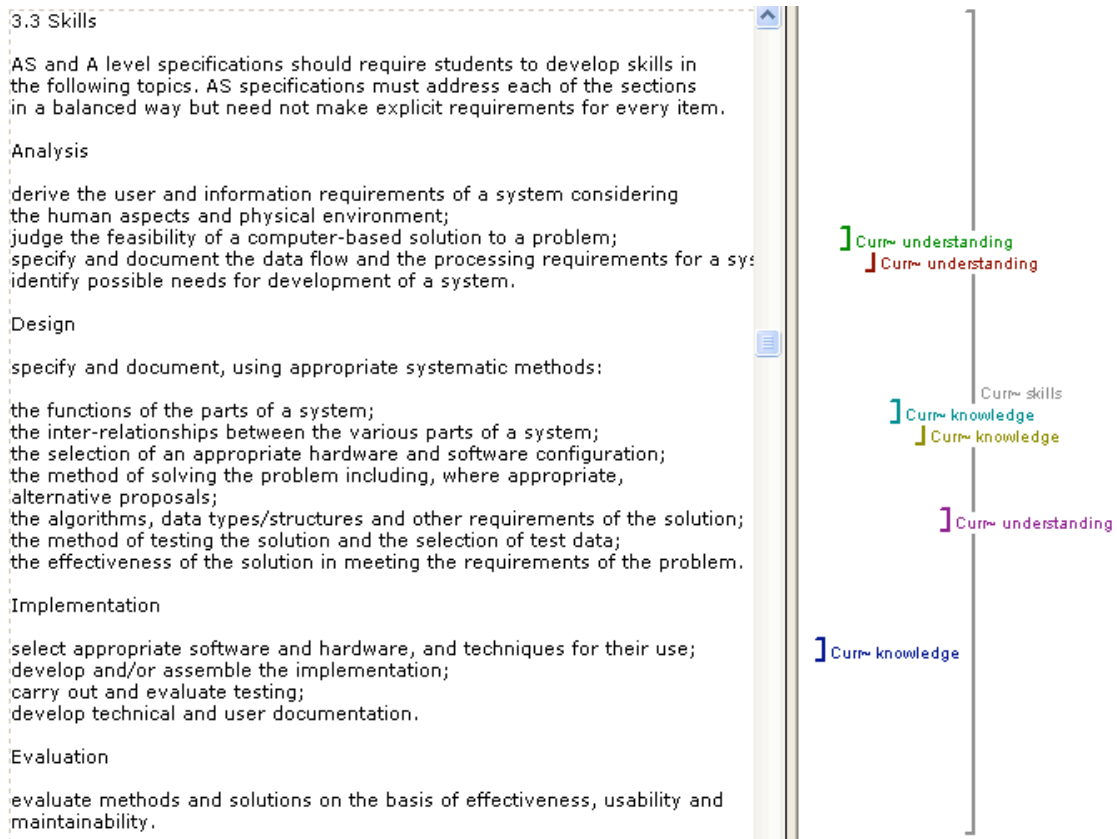 3.3 Skills
AS and A level specifications should require students to develop skills in
the following topics. AS specifications must address each of the sections
in a balanced way but need not make explicit requirements for every item.
Analysis
derive the user and information requirements of a system considering
the human aspects and physical environment;
judge the feasibility of a computer-based solution to a problem;
specify and document the data flow and the processing requirements for a sys
identify possible needs for development of a system.
Design
specify and document, using appropriate systematic methods:
the functions of the parts of a system;
the inter-relationships between the various parts of a system;
the selection of an appropriate hardware and software configuration;
the method of solving the problem including, where appropriate,
alternative proposals;
the algorithms, data types/structures and other requirements of the solution;
the method of testing the solution and the selection of test data;
the effectiveness of the solution in meeting the requirements of the problem.
Implementation
select appropriate software and hardware, and techniques for their use;
develop and/or assemble the implementation;
carry out and evaluate testing;
develop technical and user documentation.
Evaluation
evaluate methods and solutions on the basis of effectiveness, usability and
maintainability.
Curr~ understanding
Curr~ understanding
Curr~ skills
Curr~ knowledge
Curr~ knowledge
Curr~ understanding
Curr~ knowledge